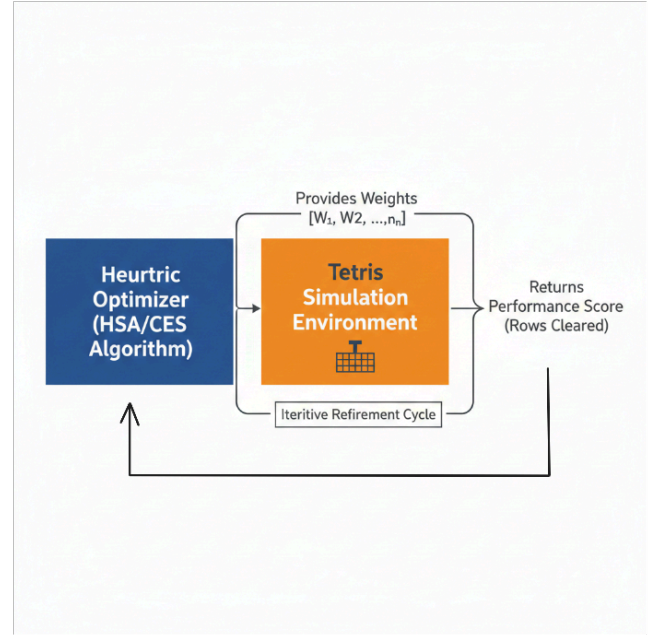 Provides Weights
[W₁, W2, ...,nₙ]
Heurtric
Optimizer
(HSA/CES
Algorithm)
Tetris
Simulation
Environment
Returns
Performance Score
(Rows Cleared)
Iteritive Refirement Cycle